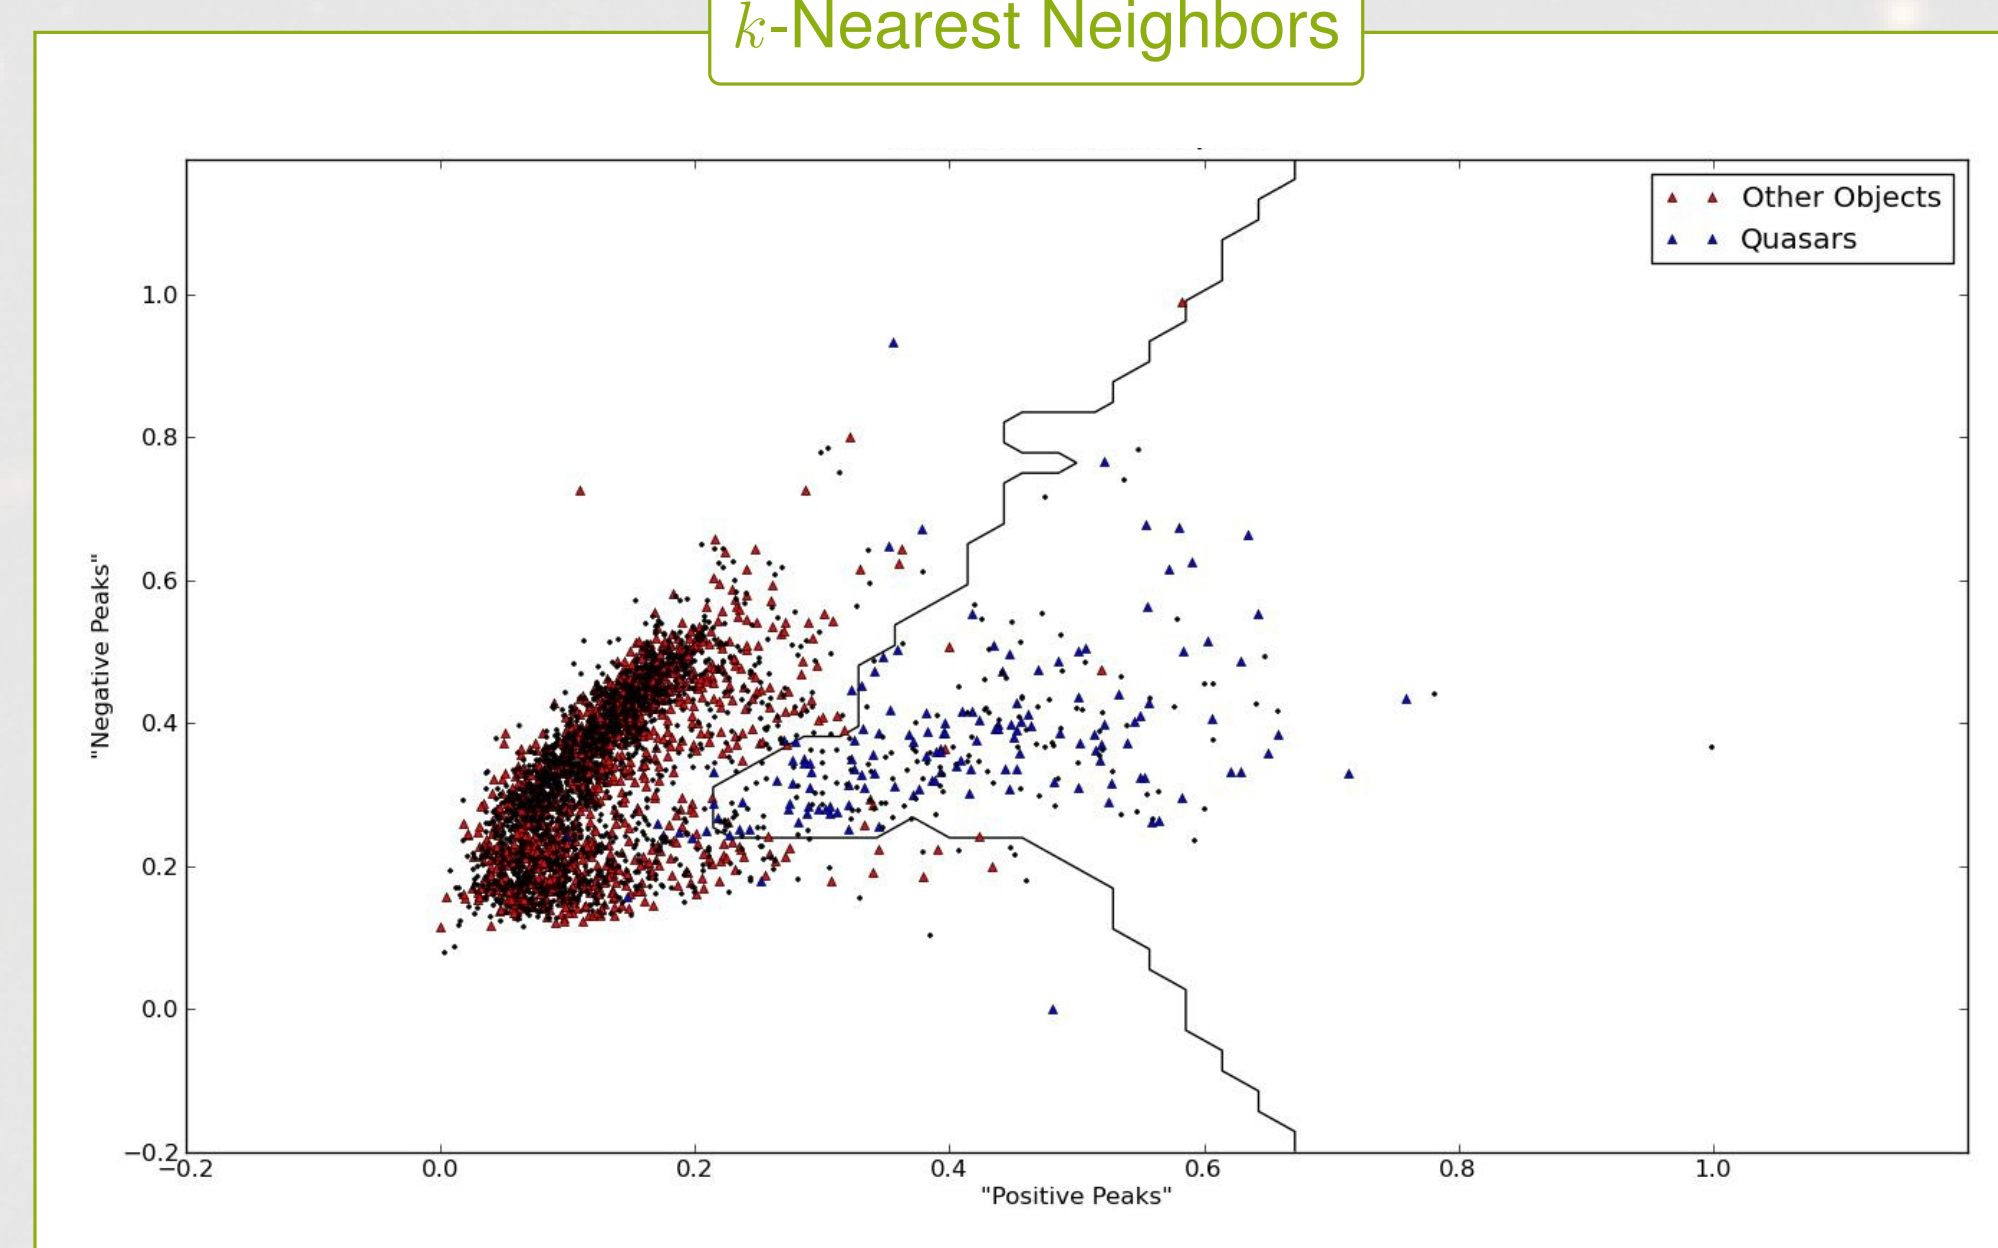 k-Nearest Neighbors
Other Objects
Quasars
1.0
0.8
0.6
0.4
0.2
0.0
−0.2
"Negative Peaks"
−0.2 0.0 0.2 0.4 0.6 0.8 1.0
"Positive Peaks"